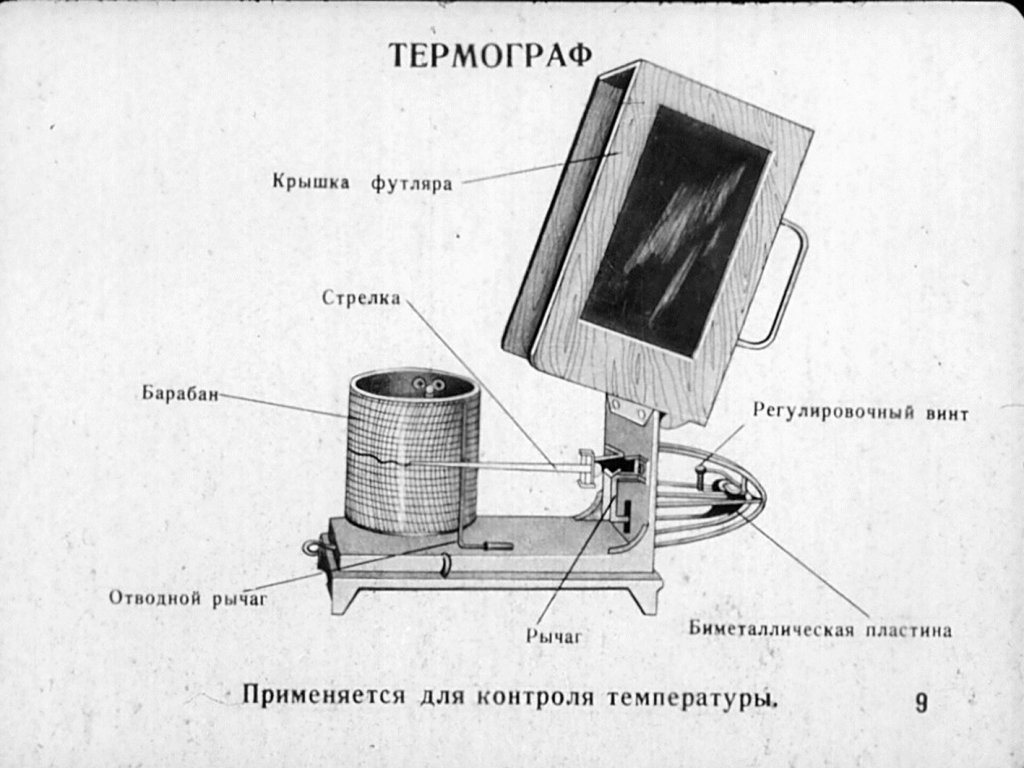 ТЕРМОГРАФ
Крышка футляра
Стрелка
Барабан
Регулировочный винт
Отводной рычаг
Рычаг
Биметаллическая пластина
Применяется для контроля температуры.
9